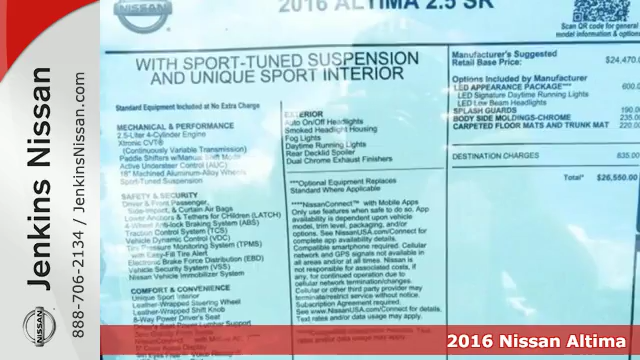 NISSAN
2016 ALTIMA 2.5 SR
Scan QR code for general
model information & options
WITH SPORT-TUNED SUSPENSION
AND UNIQUE SPORT INTERIOR
Standard Equipment Included at No Extra Charge
MECHANICAL & PERFORMANCE
2.5-Liter 4-Cylinder Engine
Xtronic CVT®
(Continuously Variable Transmission)
Paddle Shifters w/Manual Shift Mode
Active Understeer Control (AUC)
18" Machined Aluminum-Alloy Wheels
Sport-Tuned Suspension
SAFETY & SECURITY
Driver & Front Passenger,
Side-Impact, & Curtain Air Bags
Lower Anchors & Tethers for Children (LATCH)
4-Wheel Anti-lock Braking System (ABS)
Traction Control System (TCS)
Vehicle Dynamic Control (VDC)
Tire Pressure Monitoring System (TPMS)
with Easy-Fill Tire Alert
Electronic Brake Force Distribution (EBD)
Vehicle Security System (VSS)
Nissan Vehicle Immobilizer System
COMFORT & CONVENIENCE
Unique Sport Interior
Leather-Wrapped Steering Wheel
Leather-Wrapped Shift Knob
8-Way Power Driver's Seat
Driver's Seat Power Lumbar Support
EXTERIOR
Auto On/Off Headlights
Smoked Headlight Housing
Fog Lights
Daytime Running Lights
Rear Decklid Spoiler
Dual Chrome Exhaust Finishers
***Optional Equipment Replaces
Standard Where Applicable
****NissanConnect℠ with Mobile Apps
Only use features when safe to do so. App
availability is dependent upon vehicle
model, trim level, packaging, and/or
options. See NissanUSA.com/Connect for
complete app availability details.
Compatible smartphone required. Cellular
network and GPS signals not available in
all areas and/or at all times. Nissan is
not responsible for associated costs, if
any, for continued operation due to
cellular network termination/changes.
Cellular or other third party provider may
terminate/restrict service without notice.
Subscription Agreement required.
See www.NissanUSA.com/Connect for details.
Text rates and/or data usage may apply.
Manufacturer's Suggested
Retail Base Price: $24,470.
Options Included by Manufacturer
LED APPEARANCE PACKAGE*** 600.
LED Signature Daytime Running Lights
LED Low Beam Headlights
SPLASH GUARDS 190.
BODY SIDE MOLDINGS-CHROME 235.
CARPETED FLOOR MATS AND TRUNK MAT 220.
DESTINATION CHARGES 835.
Total* $26,550.00
Jenkins Nissan
888-706-2134 / JenkinsNissan.com
NISSAN
2016 Nissan Altima